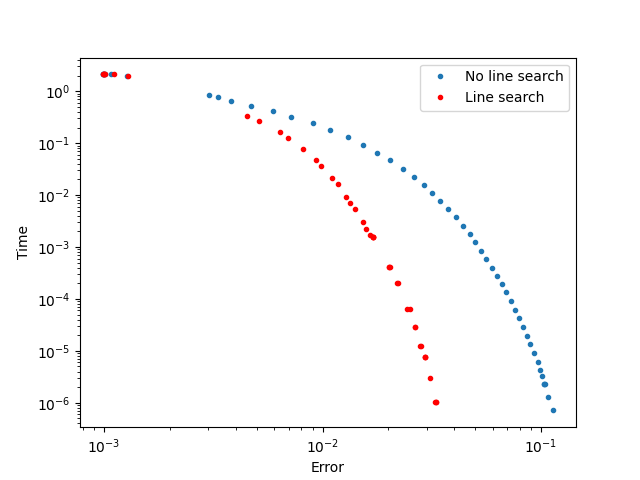 No line search
Line search
Time
10⁰
10⁻¹
10⁻²
10⁻³
10⁻⁴
10⁻⁵
10⁻⁶
10⁻³
10⁻²
10⁻¹
Error